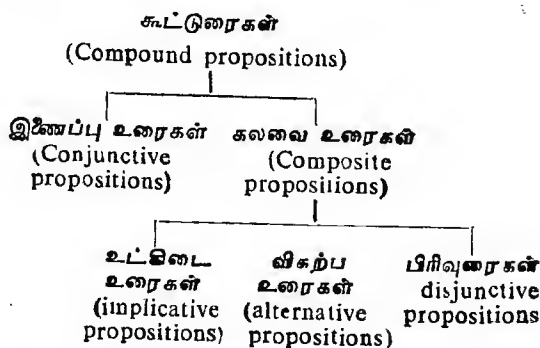 கூட்டுரைகள்
(Compound propositions)
இணைப்பு உரைகள்
(Conjunctive
propositions)
கலவை உரைகள்
(Composite
propositions)
உட்கிடை
உரைகள்
(implicative
propositions)
விகற்ப
உரைகள்
(alternative
propositions)
பிரிவுரைகள்
disjunctive
propositions